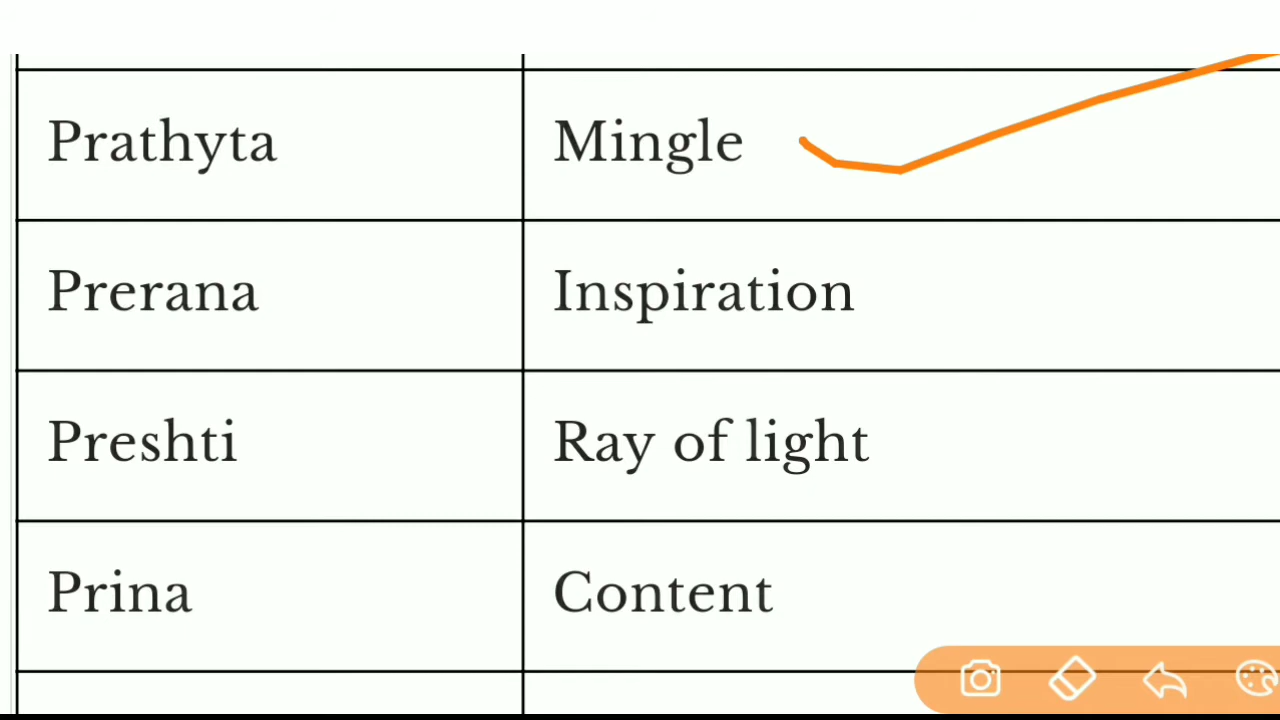 Prathyta Mingle
Prerana Inspiration
Preshti Ray of light
Prina Content